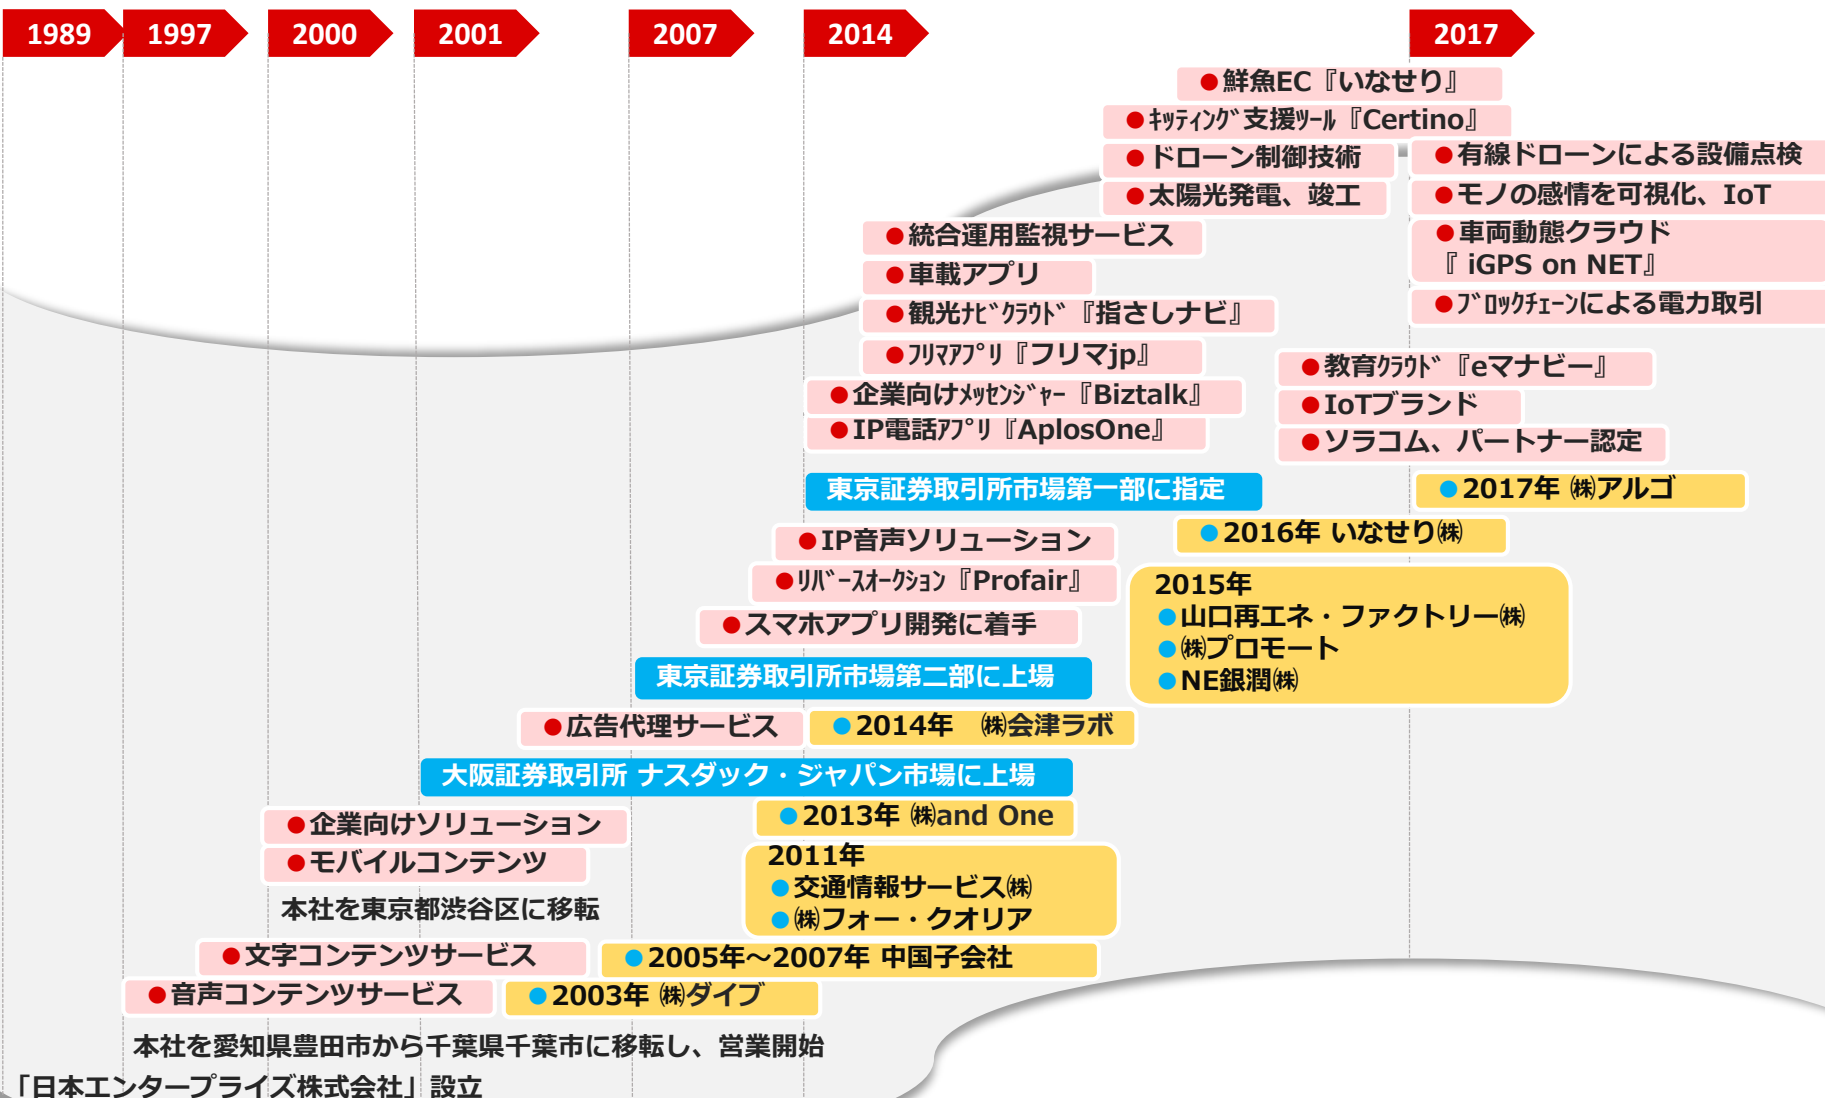 1989
1997
2000
2001
2007
2014
2017
●鮮魚EC『いなせり』
●ｷｯﾃｨﾝｸﾞ支援ﾂｰﾙ『Certino』
●ドローン制御技術
●太陽光発電、竣工
●有線ドローンによる設備点検
●モノの感情を可視化、IoT
●車両動態クラウド
『 iGPS on NET』
●ﾌﾞﾛｯｸﾁｪｰﾝによる電力取引
●統合運用監視サービス
●車載アプリ
●観光ﾅﾋﾞｸﾗｳﾄﾞ『指さしナビ』
●ﾌﾘﾏｱﾌﾟﾘ『フリマjp』
●企業向けﾒｯｾﾝｼﾞｬｰ『Biztalk』
●IP電話ｱﾌﾟﾘ『AplosOne』
●教育ｸﾗｳﾄﾞ『eマナビー』
●IoTブランド
●ソラコム、パートナー認定
東京証券取引所市場第一部に指定
●2017年 ㈱アルゴ
●2016年 いなせり㈱
●IP音声ソリューション
●ﾘﾊﾞｰｽｵｰｸｼｮﾝ『Profair』
●スマホアプリ開発に着手
2015年
●山口再エネ・ファクトリー㈱
●㈱プロモート
●NE銀潤㈱
東京証券取引所市場第二部に上場
●広告代理サービス
●2014年　㈱会津ラボ
大阪証券取引所 ナスダック・ジャパン市場に上場
●企業向けソリューション
●モバイルコンテンツ
●2013年 ㈱and One
2011年
●交通情報サービス㈱
●㈱フォー・クオリア
本社を東京都渋谷区に移転
●文字コンテンツサービス
●2005年～2007年 中国子会社
●音声コンテンツサービス
●2003年 ㈱ダイブ
本社を愛知県豊田市から千葉県千葉市に移転し、営業開始
「日本エンタープライズ株式会社」設立